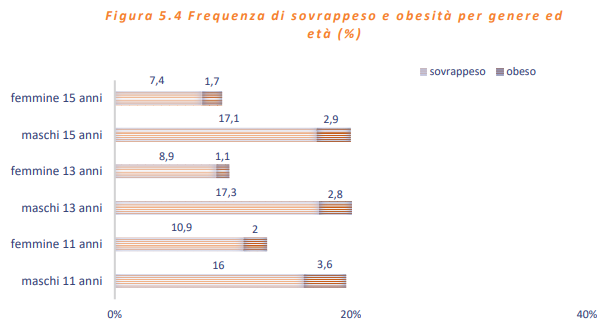 Figura 5.4 Frequenza di sovrappeso e obesità per genere ed
età (%)
sovrappeso obeso
7,4 1,7
femmine 15 anni
17,1 2,9
maschi 15 anni
8,9 1,1
femmine 13 anni
17,3 2,8
maschi 13 anni
10,9 2
femmine 11 anni
16 3,6
maschi 11 anni
0% 20% 40%